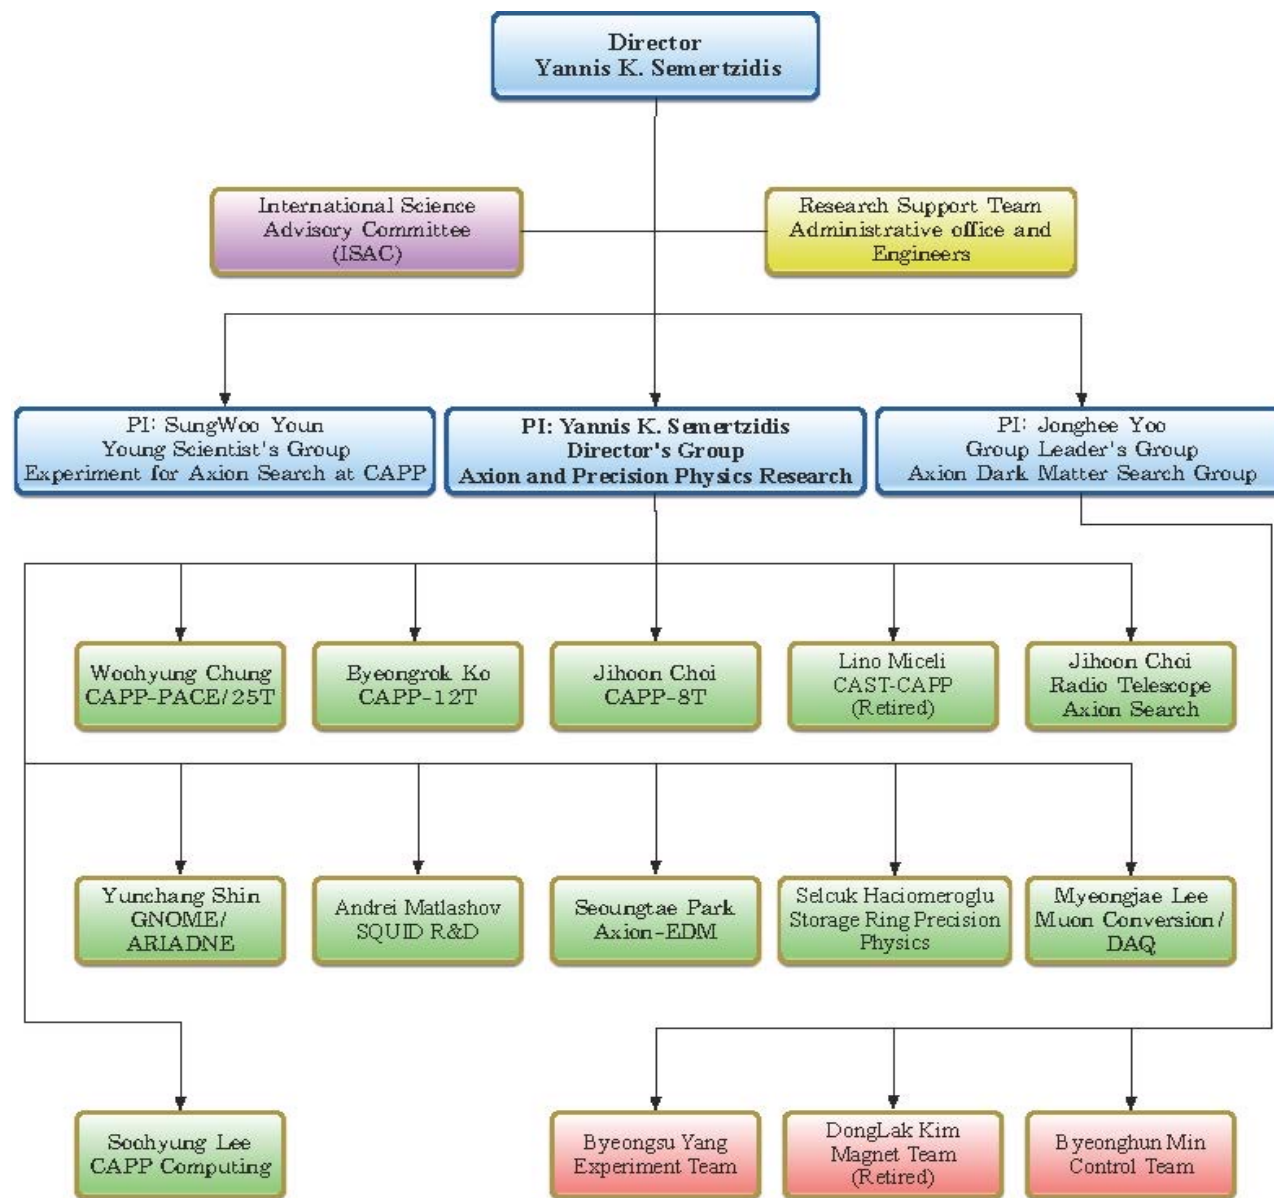 Director
Yannis K. Semertzidis
International Science
Advisory Committee
(ISAC)
Research Support Team
Administrative office and
Engineers
PI: SungWoo Youn
Young Scientist's Group
Experiment for Axion Search at CAPP
PI: Yannis K. Semertzidis
Director's Group
Axion and Precision Physics Research
PI: Jonghee Yoo
Group Leader's Group
Axion Dark Matter Search Group
Woohyung Chung
CAPP-PACE/25T
Byeongrok Ko
CAPP-12T
Jihoon Choi
CAPP-8T
Lino Miceli
CAST-CAPP
(Retired)
Jihoon Choi
Radio Telescope
Axion Search
Yunchang Shin
GNOME/
ARIADNE
Andrei Matlashov
SQUID R&D
Seoungtae Park
Axion-EDM
Selcuk Haciomeroglu
Storage Ring Precision
Physics
Myeongjae Lee
Muon Conversion/
DAQ
Soohyung Lee
CAPP Computing
Byeongsu Yang
Experiment Team
DongLak Kim
Magnet Team
(Retired)
Byeonghun Min
Control Team